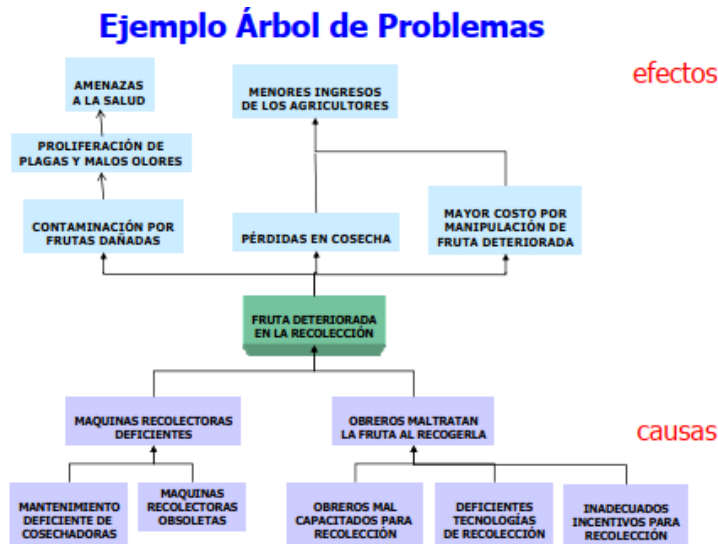 Ejemplo Árbol de Problemas
efectos
AMENAZAS
A LA SALUD
MENORES INGRESOS
DE LOS AGRICULTORES
PROLIFERACIÓN DE
PLAGAS Y MALOS OLORES
CONTAMINACIÓN POR
FRUTAS DAÑADAS
PÉRDIDAS EN COSECHA
MAYOR COSTO POR
MANIPULACIÓN DE
FRUTA DETERIORADA
FRUTA DETERIORADA
EN LA RECOLECCIÓN
MAQUINAS RECOLECTORAS
DEFICIENTES
OBREROS MALTRATAN
LA FRUTA AL RECOGERLA
causas
MANTENIMIENTO
DEFICIENTE DE
COSECHADORAS
MAQUINAS
RECOLECTORAS
OBSOLETAS
OBREROS MAL
CAPACITADOS PARA
RECOLECCIÓN
DEFICIENTES
TECNOLOGÍAS
DE RECOLECCIÓN
INADECUADOS
INCENTIVOS PARA
RECOLECCIÓN